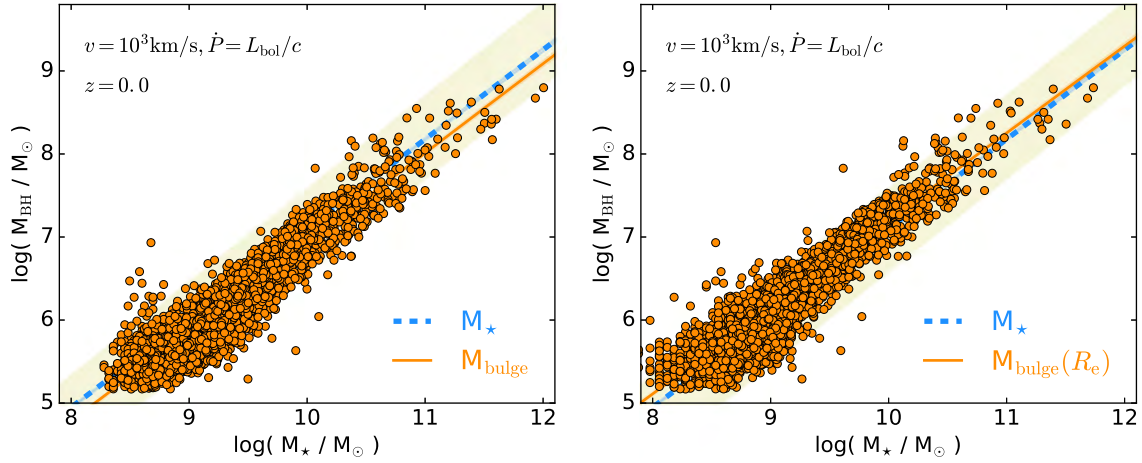 v = 10³km/s, Ṗ = L_bol/c
z = 0.0
9
8
7
6
5
log( M_BH / M_⊙ )
M_⋆
M_bulge
8 9 10 11 12
log( M_⋆ / M_⊙ )
v = 10³km/s, Ṗ = L_bol/c
z = 0.0
9
8
7
6
5
log( M_BH / M_⊙ )
M_⋆
M_bulge(R_e)
8 9 10 11 12
log( M_⋆ / M_⊙ )